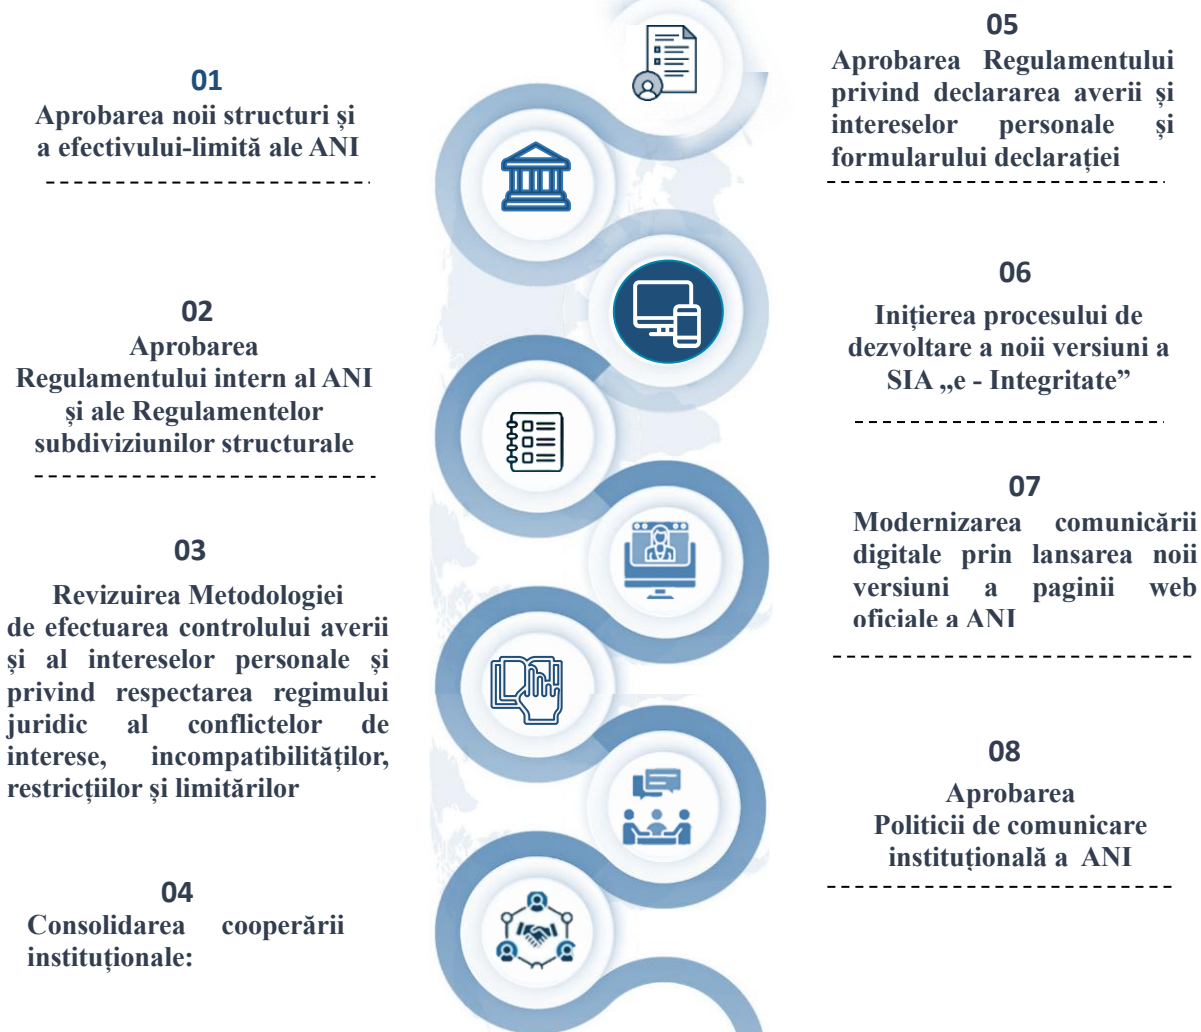 01
Aprobarea noii structuri și
a efectivului-limită ale ANI
02
Aprobarea
Regulamentului intern al ANI
și ale Regulamentelor
subdiviziunilor structurale
03
Revizuirea Metodologiei
de efectuarea controlului averii
și al intereselor personale și
privind respectarea regimului
juridic al conflictelor de
interese, incompatibilităților,
restricțiilor și limitărilor
04
Consolidarea cooperării
instituționale:
05
Aprobarea Regulamentului
privind declararea averii și
intereselor personale și
formularului declarației
06
Inițierea procesului de
dezvoltare a noii versiuni a
SIA „e - Integritate”
07
Modernizarea comunicării
digitale prin lansarea noii
versiuni a paginii web
oficiale a ANI
08
Aprobarea
Politicii de comunicare
instituțională a ANI